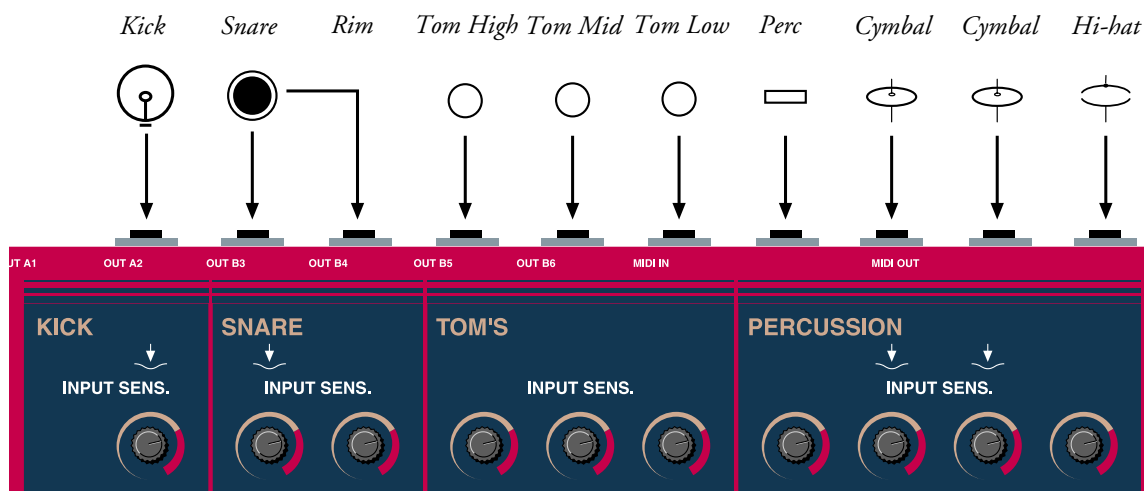 Kick Snare Rim Tom High Tom Mid Tom Low Perc Cymbal Cymbal Hi-hat
UT A1 OUT A2 OUT B3 OUT B4 OUT B5 OUT B6 MIDI IN MIDI OUT
KICK SNARE TOM'S PERCUSSION
INPUT SENS. INPUT SENS. INPUT SENS. INPUT SENS.